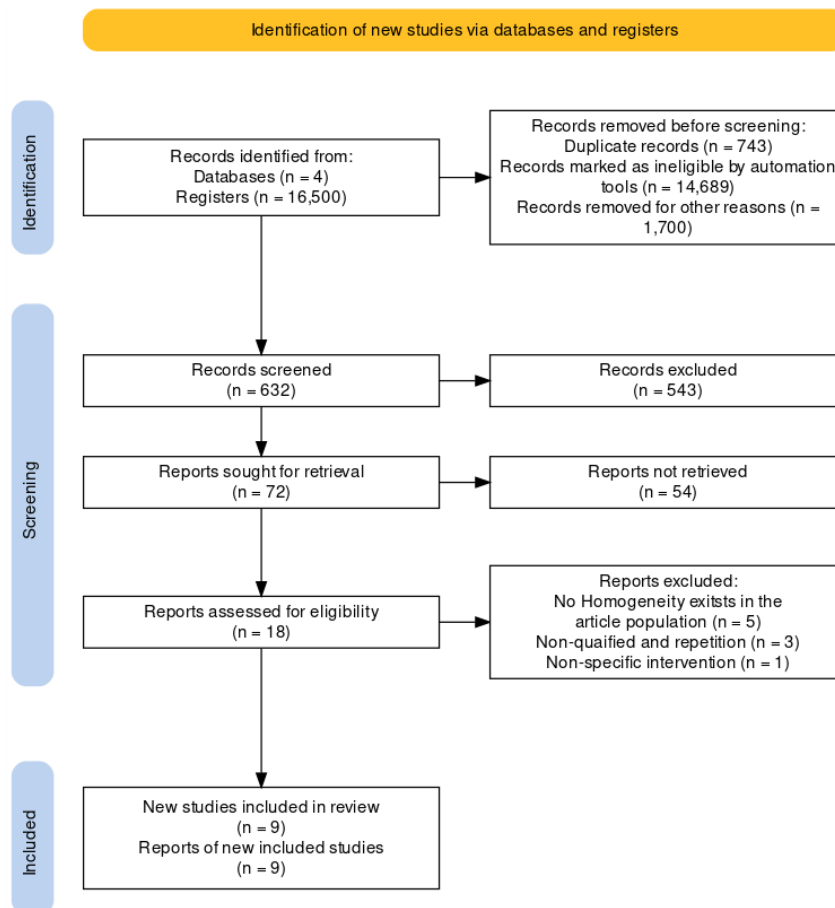 Identification of new studies via databases and registers
Identification
Records identified from:
Databases (n = 4)
Registers (n = 16,500)
Records removed before screening:
Duplicate records (n = 743)
Records marked as ineligible by automation
tools (n = 14,689)
Records removed for other reasons (n =
1,700)
Screening
Records screened
(n = 632)
Records excluded
(n = 543)
Reports sought for retrieval
(n = 72)
Reports not retrieved
(n = 54)
Reports assessed for eligibility
(n = 18)
Reports excluded:
No Homogeneity exitsts in the
article population (n = 5)
Non-quaified and repetition (n = 3)
Non-specific intervention (n = 1)
Included
New studies included in review
(n = 9)
Reports of new included studies
(n = 9)